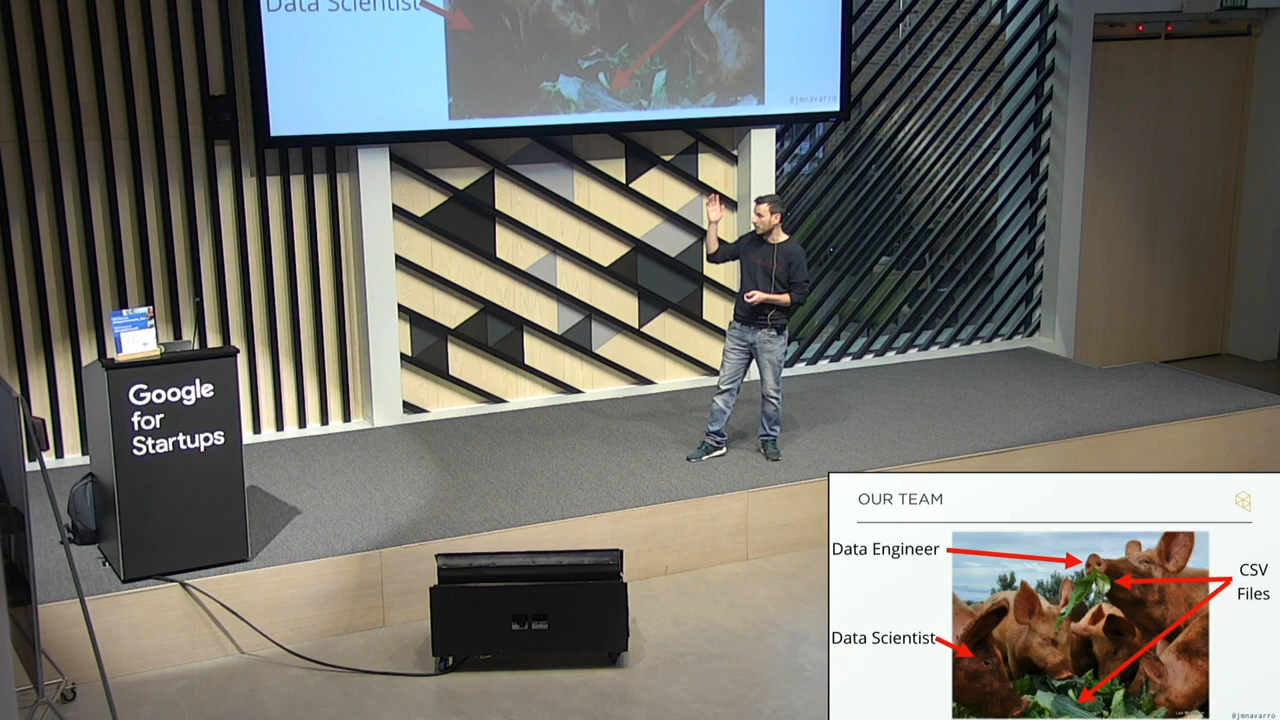 Data Scientist
@jmnavarro
Google
for
Startups
OUR TEAM
Data Engineer
CSV
Files
Data Scientist
@jmnavarro